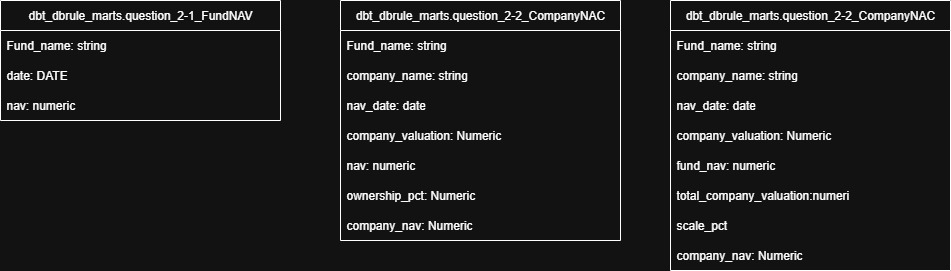 dbt_dbrule_marts.question_2-1_FundNAV
Fund_name: string
date: DATE
nav: numeric
dbt_dbrule_marts.question_2-2_CompanyNAC
Fund_name: string
company_name: string
nav_date: date
company_valuation: Numeric
nav: numeric
ownership_pct: Numeric
company_nav: Numeric
dbt_dbrule_marts.question_2-2_CompanyNAC
Fund_name: string
company_name: string
nav_date: date
company_valuation: Numeric
fund_nav: numeric
total_company_valuation:numeri
scale_pct
company_nav: Numeric